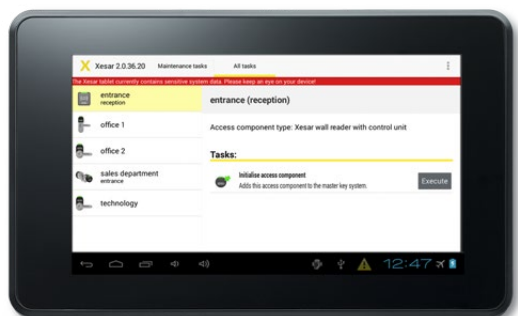 Xesar 2.0.36.20 Maintenance tasks All tasks
The Xesar tablet currently contains sensitive system data. Please keep an eye on your device!
entrance
reception
office 1
office 2
sales department
entrance
technology
entrance (reception)
Access component type: Xesar wall reader with control unit
Tasks:
Initialise access component
Adds this access component to the master key system.
Execute
12:47